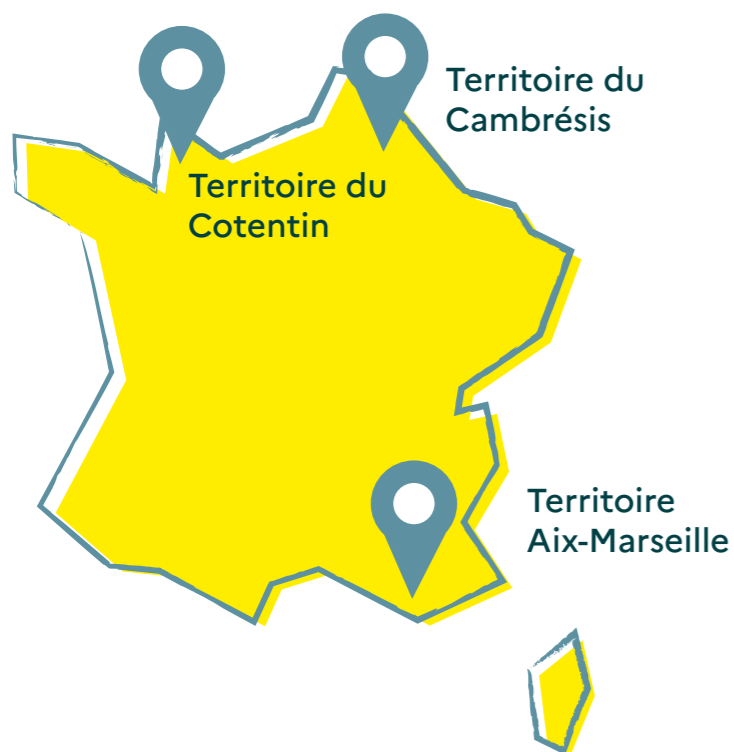 Territoire du
Cambrésis
Territoire du
Cotentin
Territoire
Aix-Marseille